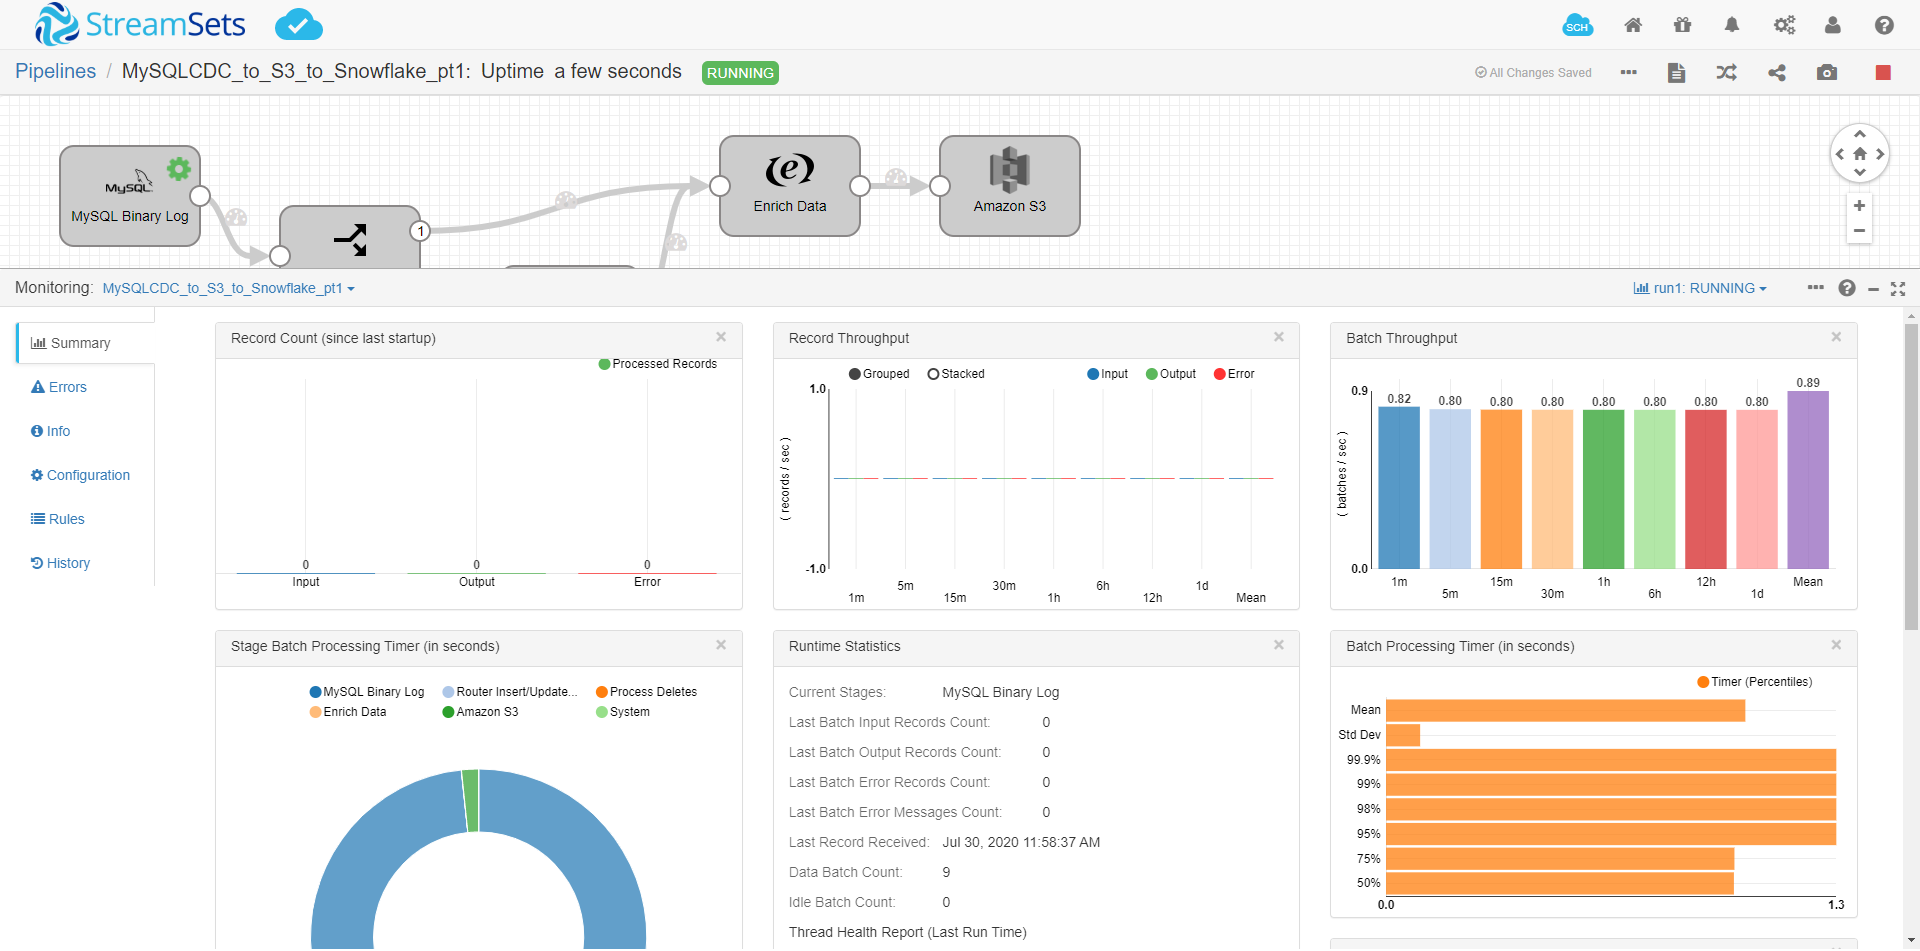 StreamSets
SCH
Pipelines / MySQLCDC_to_S3_to_Snowflake_pt1: Uptime a few seconds RUNNING
All Changes Saved
MySQL
MySQL Binary Log
1
Enrich Data
Amazon S3
Monitoring: MySQLCDC_to_S3_to_Snowflake_pt1
run1: RUNNING
Summary
Errors
Info
Configuration
Rules
History
Record Count (since last startup)
Processed Records
0 0 0
Input Output Error
Record Throughput
Grouped Stacked Input Output Error
1.0
( records / sec )
-1.0
1m 5m 15m 30m 1h 6h 12h 1d Mean
Batch Throughput
0.9
0.82 0.80 0.80 0.80 0.80 0.80 0.80 0.80 0.89
( batches / sec )
0.0
1m 5m 15m 30m 1h 6h 12h 1d Mean
Stage Batch Processing Timer (in seconds)
MySQL Binary Log Router Insert/Update... Process Deletes
Enrich Data Amazon S3 System
Runtime Statistics
Current Stages: MySQL Binary Log
Last Batch Input Records Count: 0
Last Batch Output Records Count: 0
Last Batch Error Records Count: 0
Last Batch Error Messages Count: 0
Last Record Received: Jul 30, 2020 11:58:37 AM
Data Batch Count: 9
Idle Batch Count: 0
Thread Health Report (Last Run Time)
Batch Processing Timer (in seconds)
Timer (Percentiles)
Mean
Std Dev
99.9%
99%
98%
95%
75%
50%
0.0 1.3